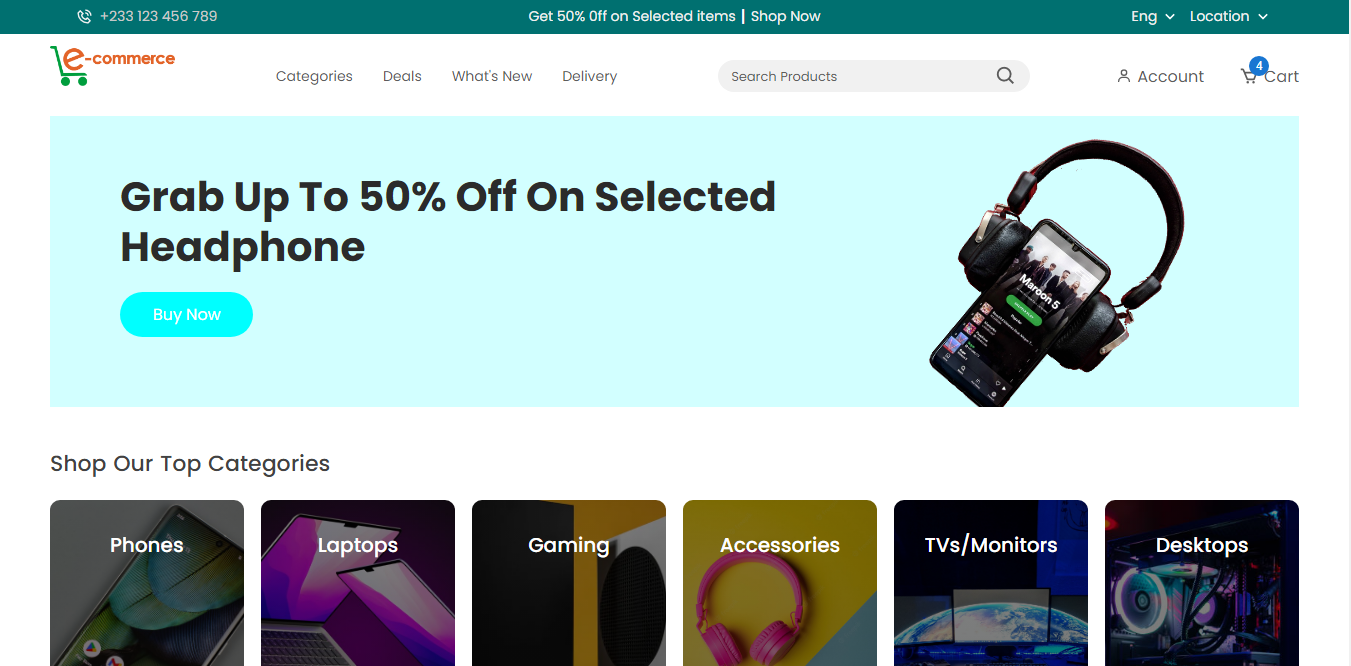 +233 123 456 789
Get 50% 0ff on Selected items | Shop Now
Eng
Location
e-commerce
Categories
Deals
What's New
Delivery
Search Products
Account
4
Cart
Grab Up To 50% Off On Selected
Headphone
Buy Now
Maroon 5
Shop Our Top Categories
Phones
Laptops
Gaming
Accessories
TVs/Monitors
Desktops